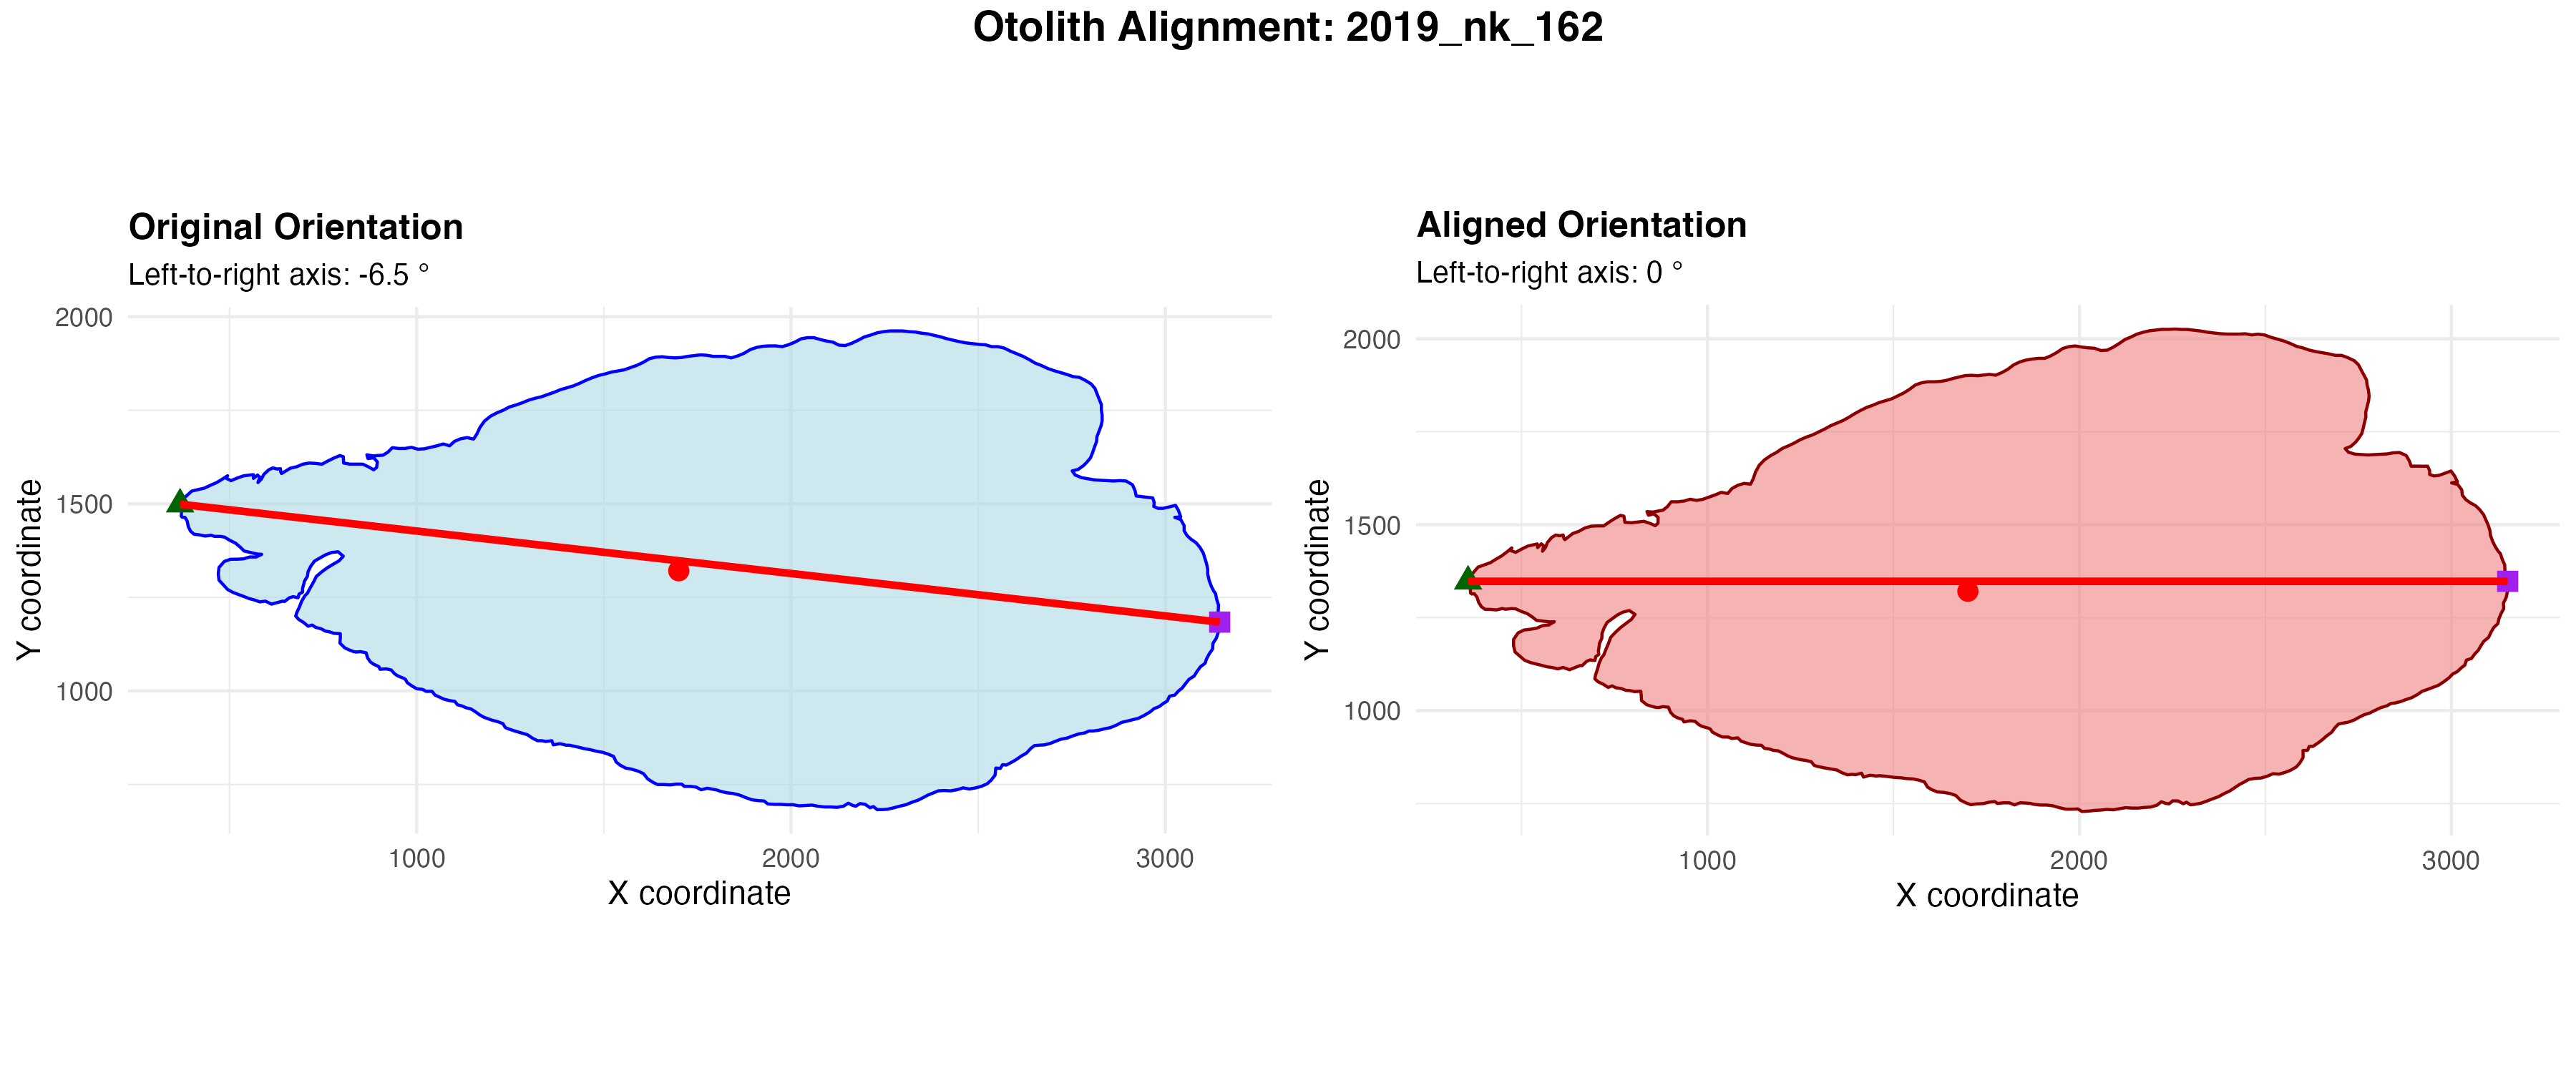 Otolith Alignment: 2019_nk_162
Original Orientation
Left-to-right axis: -6.5 °
2000
1500
1000
Y coordinate
1000
2000
3000
X coordinate
Aligned Orientation
Left-to-right axis: 0 °
2000
1500
1000
Y coordinate
1000
2000
3000
X coordinate